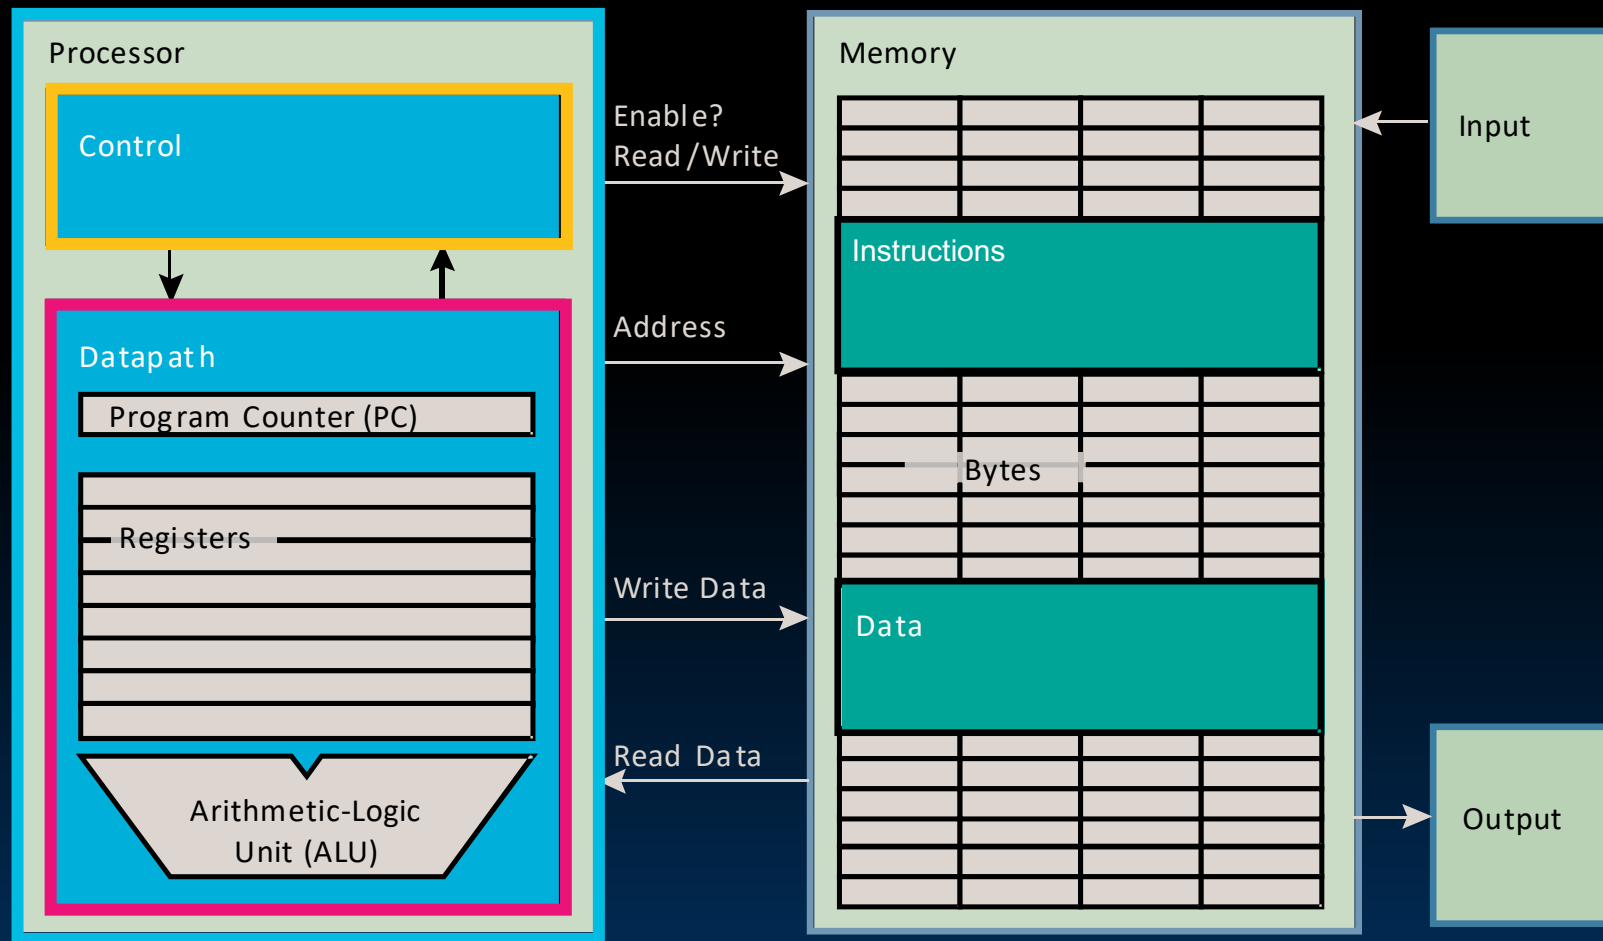 Processor
Control
Datapath
Program Counter (PC)
Registers
Arithmetic-Logic
Unit (ALU)
Enable?
Read/Write
Address
Write Data
Read Data
Memory
Instructions
Bytes
Data
Input
Output